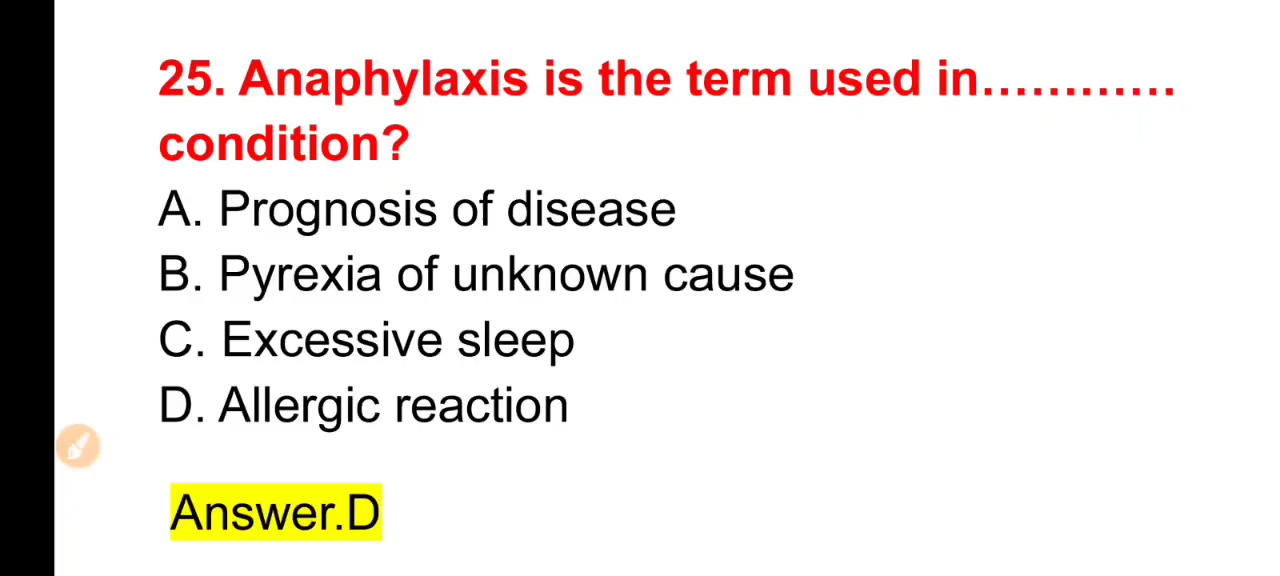 25. Anaphylaxis is the term used in............
condition?
A. Prognosis of disease
B. Pyrexia of unknown cause
C. Excessive sleep
D. Allergic reaction
Answer.D